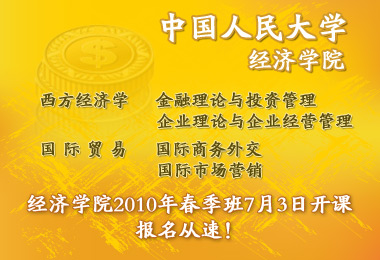 中国人民大学
经济学院
西方经济学 金融理论与投资管理
企业理论与企业经营管理
国际贸易 国际商务外交
国际市场营销
经济学院2010年春季班7月3日开课
报名从速！